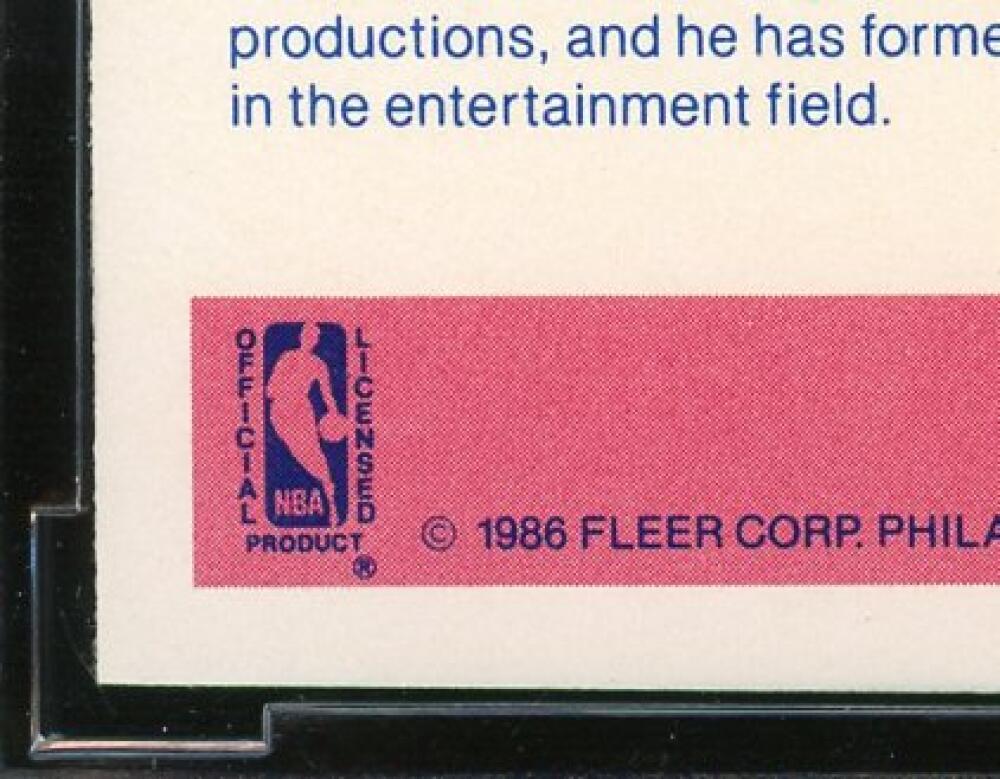 productions, and he has forme
in the entertainment field.
OFFICIAL
NBA
LICENSED
PRODUCT
®
© 1986 FLEER CORP. PHILA